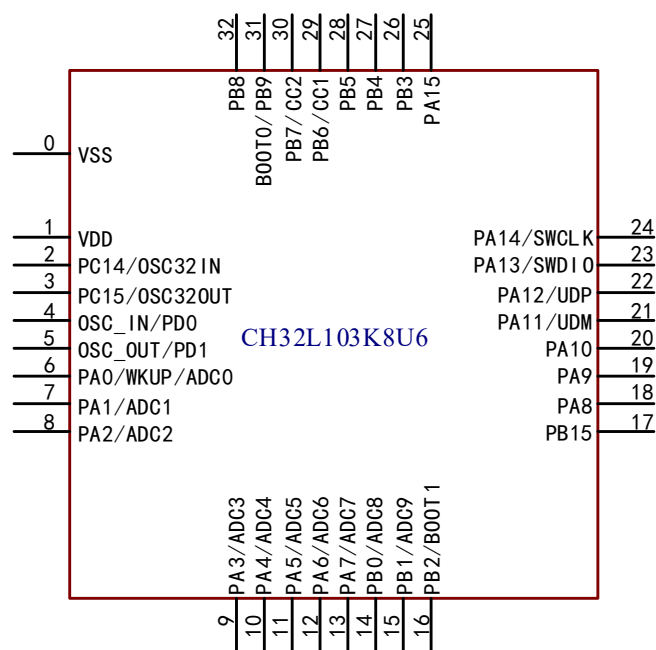 32 31 30 29 28 27 26 25
PB8
BOOT0/PB9
PB7/CC2
PB6/CC1
PB5
PB4
PB3
PA15
0 VSS
1 VDD
2 PC14/OSC32IN
3 PC15/OSC32OUT
4 OSC_IN/PD0
5 OSC_OUT/PD1
6 PA0/WKUP/ADC0
7 PA1/ADC1
8 PA2/ADC2
CH32L103K8U6
PA14/SWCLK 24
PA13/SWDIO 23
PA12/UDP 22
PA11/UDM 21
PA10 20
PA9 19
PA8 18
PB15 17
PA3/ADC3
PA4/ADC4
PA5/ADC5
PA6/ADC6
PA7/ADC7
PB0/ADC8
PB1/ADC9
PB2/BOOT1
9 10 11 12 13 14 15 16